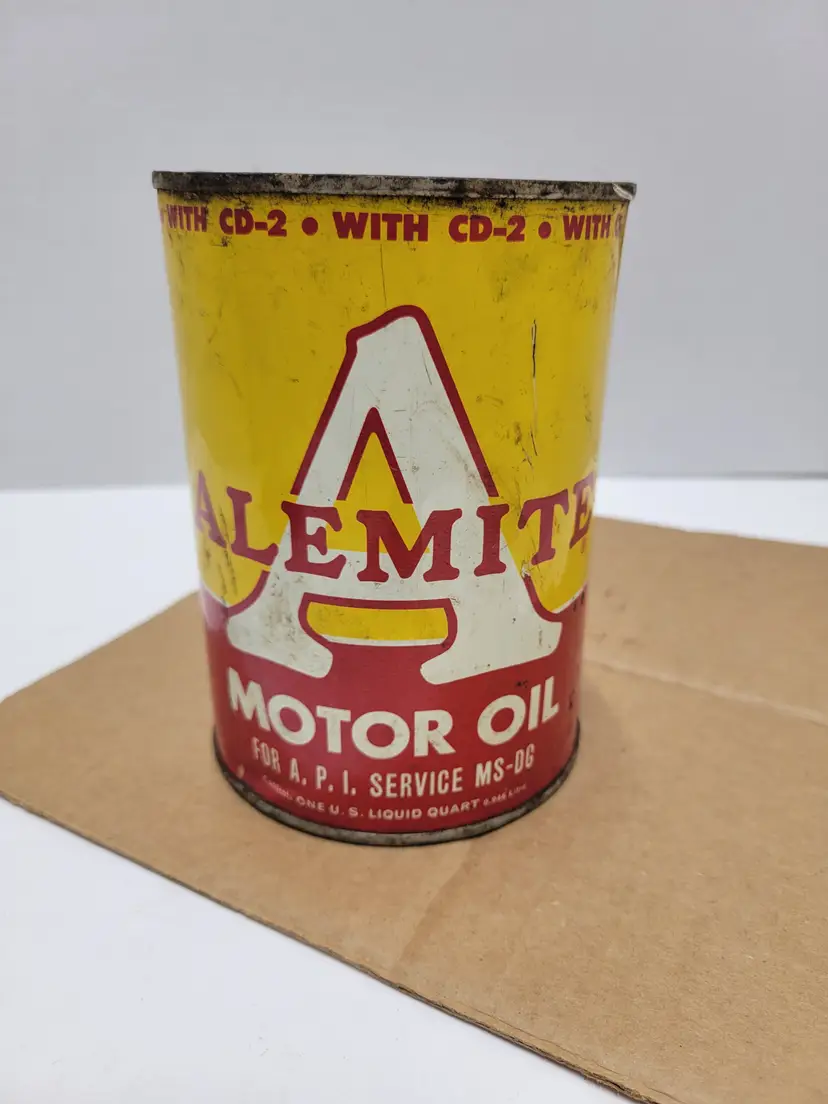 WITH CD-2 • WITH CD-2 • WITH
A
ALEMITE
MOTOR OIL
FOR A.P.I. SERVICE MS-DG
ONE U.S. LIQUID QUART